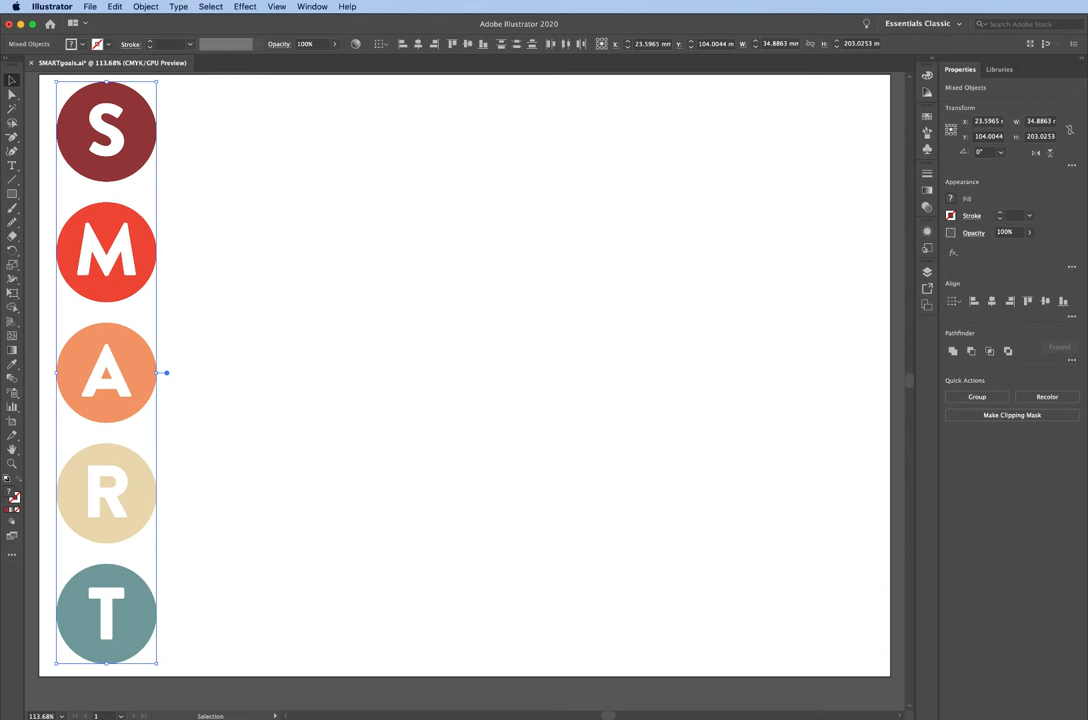 Illustrator File Edit Object Type Select Effect View Window Help
Adobe Illustrator 2020
Essentials Classic
Search Adobe Stock
Mixed Objects ? Stroke: Opacity: 100% X: 23.5965 mm Y: 104.0044 W: 34.8863 mm H: 203.0253 m
SMARTgoals.ai* @ 113.68% (CMYK/GPU Preview)
Properties Libraries
Mixed Objects
Transform
X: 23.5965 W: 34.8863
Y: 104.0044 H: 203.0253
0°
Appearance
? Fill
Stroke
Opacity 100%
fx.
Align
Pathfinder
Expand
Quick Actions
Group Recolor
Make Clipping Mask
S
M
A
R
T
113.68% 1 Selection